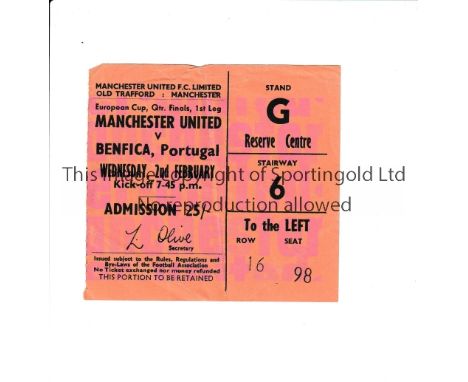 MANCHESTER UNITED F.C. LIMITED
OLD TRAFFORD : MANCHESTER
European Cup, Qtr. Finals, 1st Leg
MANCHESTER UNITED
V
BENFICA, Portugal
WEDNESDAY, 2nd FEBRUARY
Kick-off 7-45 p.m.
ADMISSION 25/-
L. Olive
Secretary
Issued subject to the Rules, Regulations and
Bye-Laws of the Football Association
No Ticket exchanged nor money refunded
THIS PORTION TO BE RETAINED
STAND
G
Reserve Centre
STAIRWAY
6
To the LEFT
ROW SEAT
16 98
This image is copyright of Sportingold Ltd
No reproduction allowed